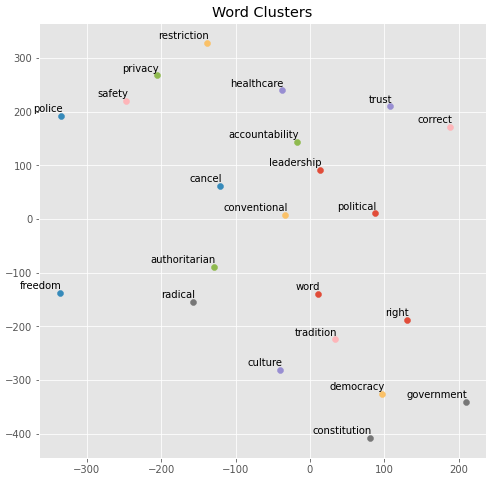 Word Clusters
restriction
privacy
healthcare
safety
trust
police
correct
accountability
leadership
cancel
political
conventional
authoritarian
freedom
radical
word
right
tradition
culture
democracy
government
constitution
300
200
100
0
−100
−200
−300
−400
−300 −200 −100 0 100 200